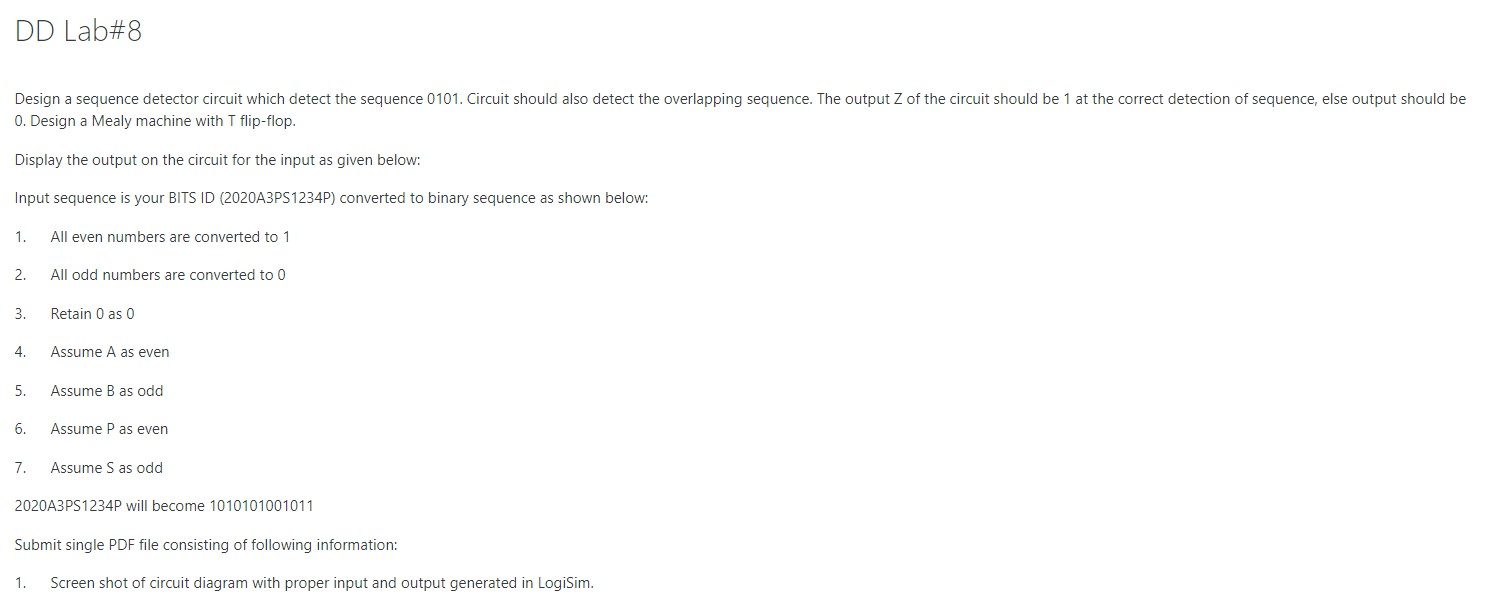 DD Lab#8
Design a sequence detector circuit which detect the sequence 0101. Circuit should also detect the overlapping sequence. The output Z of the circuit should be 1 at the correct detection of sequence, else output should be
0. Design a Mealy machine with T flip-flop.
Display the output on the circuit for the input as given below:
Input sequence is your BITS ID (2020A3PS1234P) converted to binary sequence as shown below:
1. All even numbers are converted to 1
2. All odd numbers are converted to 0
3. Retain 0 as 0
4. Assume A as even
5. Assume B as odd
6. Assume P as even
7. Assume S as odd
2020A3PS1234P will become 1010101001011
Submit single PDF file consisting of following information:
1. Screen shot of circuit diagram with proper input and output generated in LogiSim.